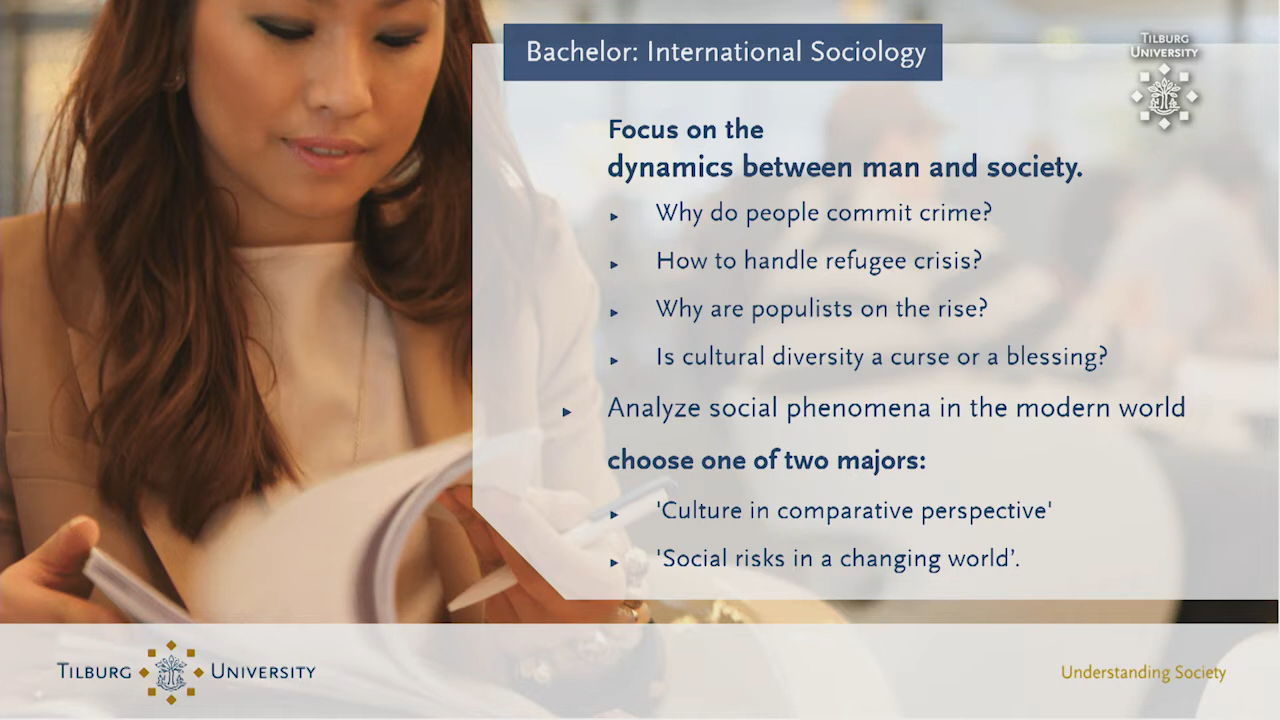 Bachelor: International Sociology
TILBURG
UNIVERSITY
Focus on the
dynamics between man and society.
▸ Why do people commit crime?
▸ How to handle refugee crisis?
▸ Why are populists on the rise?
▸ Is cultural diversity a curse or a blessing?
▸ Analyze social phenomena in the modern world
choose one of two majors:
▸ 'Culture in comparative perspective'
▸ 'Social risks in a changing world’.
TILBURG UNIVERSITY
Understanding Society